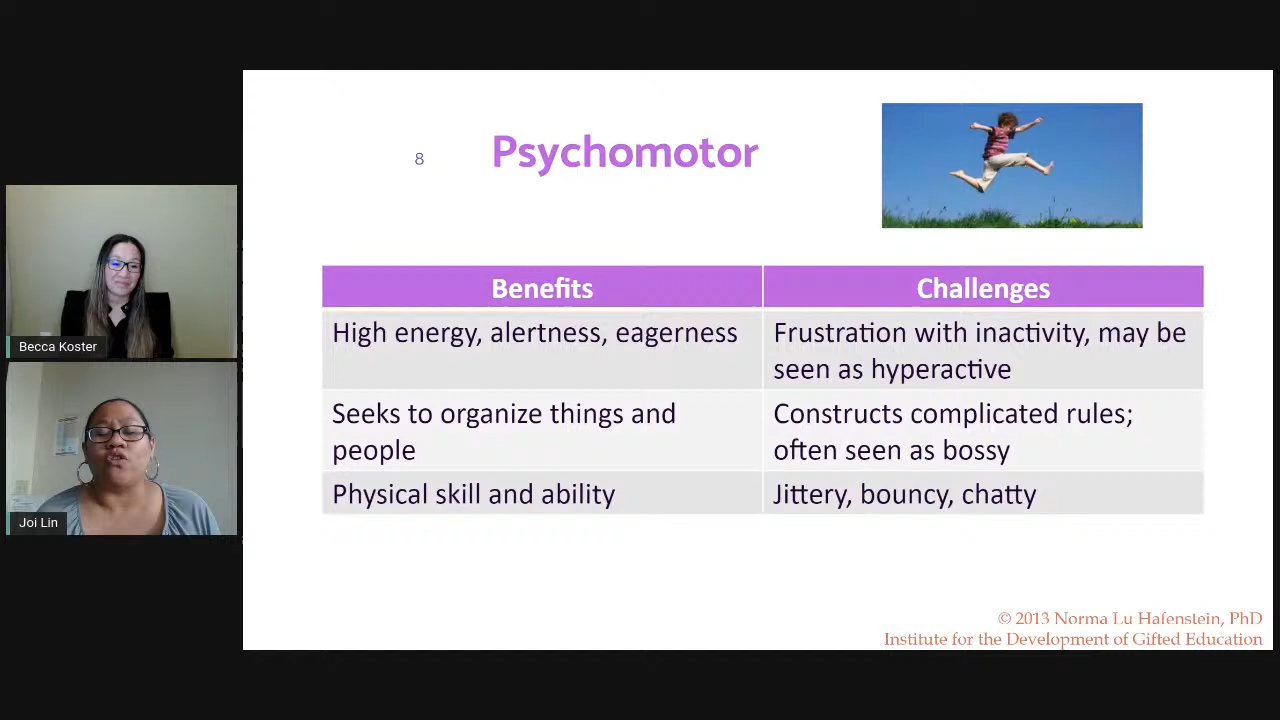 8
Psychomotor
Benefits
Challenges
High energy, alertness, eagerness
Frustration with inactivity, may be
seen as hyperactive
Seeks to organize things and
people
Constructs complicated rules;
often seen as bossy
Physical skill and ability
Jittery, bouncy, chatty
© 2013 Norma Lu Hafenstein, PhD
Institute for the Development of Gifted Education
Becca Koster
Joi Lin